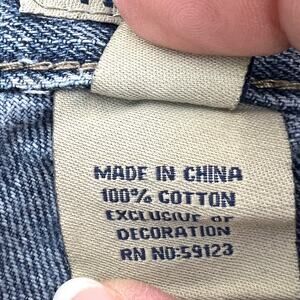 MADE IN CHINA
100% COTTON
EXCLUSIVE OF
DECORATION
RN NO:59123